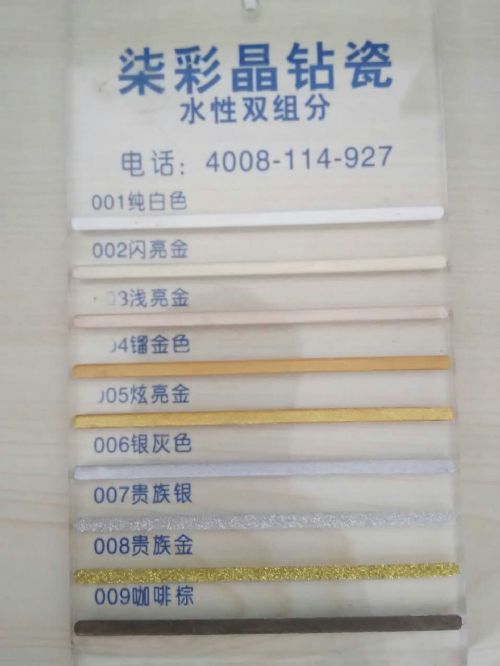 柒彩晶钻瓷
水性双组分
电话：4008-114-927
001纯白色
002闪亮金
03浅亮金
04镏金色
005炫亮金
006银灰色
007贵族银
008贵族金
009咖啡棕